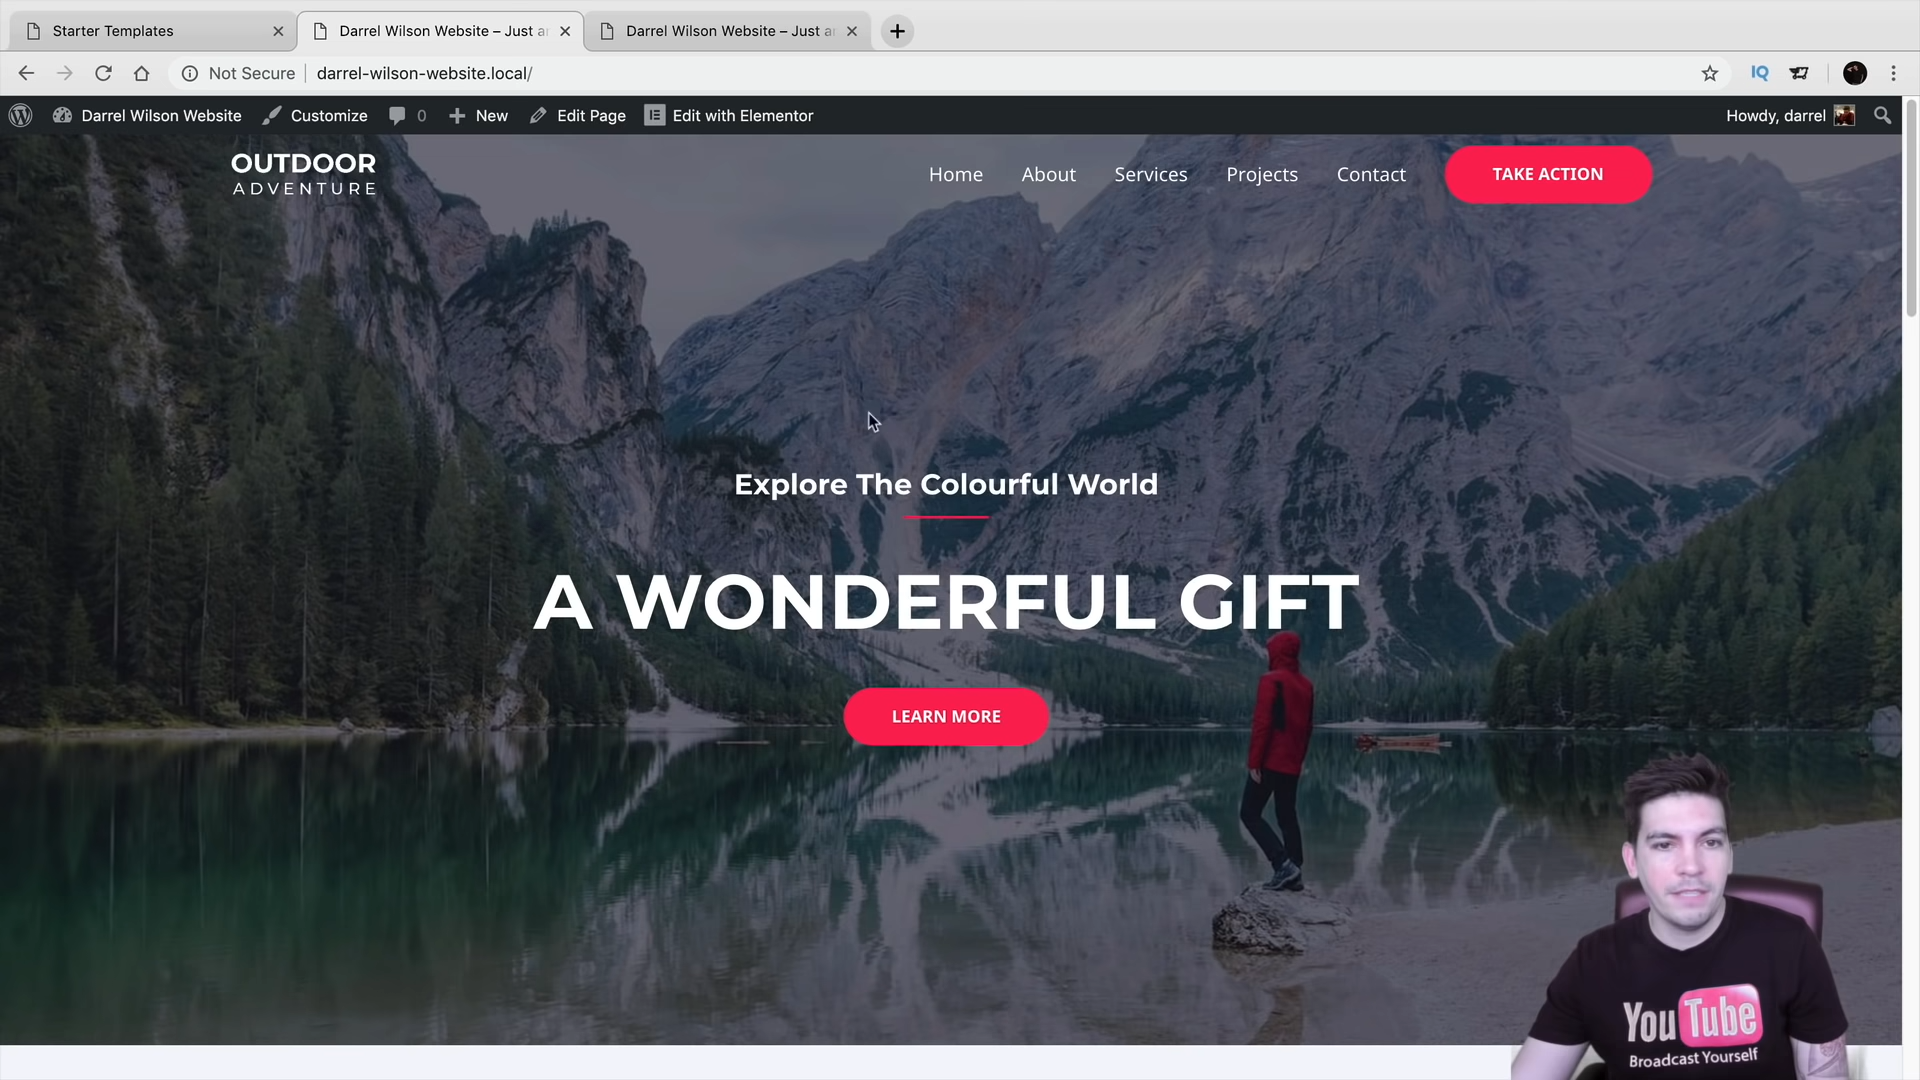 Starter Templates
Darrel Wilson Website – Just
Darrel Wilson Website – Just
Not Secure
darrel-wilson-website.local/
IQ
Darrel Wilson Website
Customize
0
New
Edit Page
Edit with Elementor
Howdy, darrel
OUTDOOR
ADVENTURE
Home
About
Services
Projects
Contact
TAKE ACTION
Explore The Colourful World
A WONDERFUL GIFT
LEARN MORE
YouTube
Broadcast Yourself